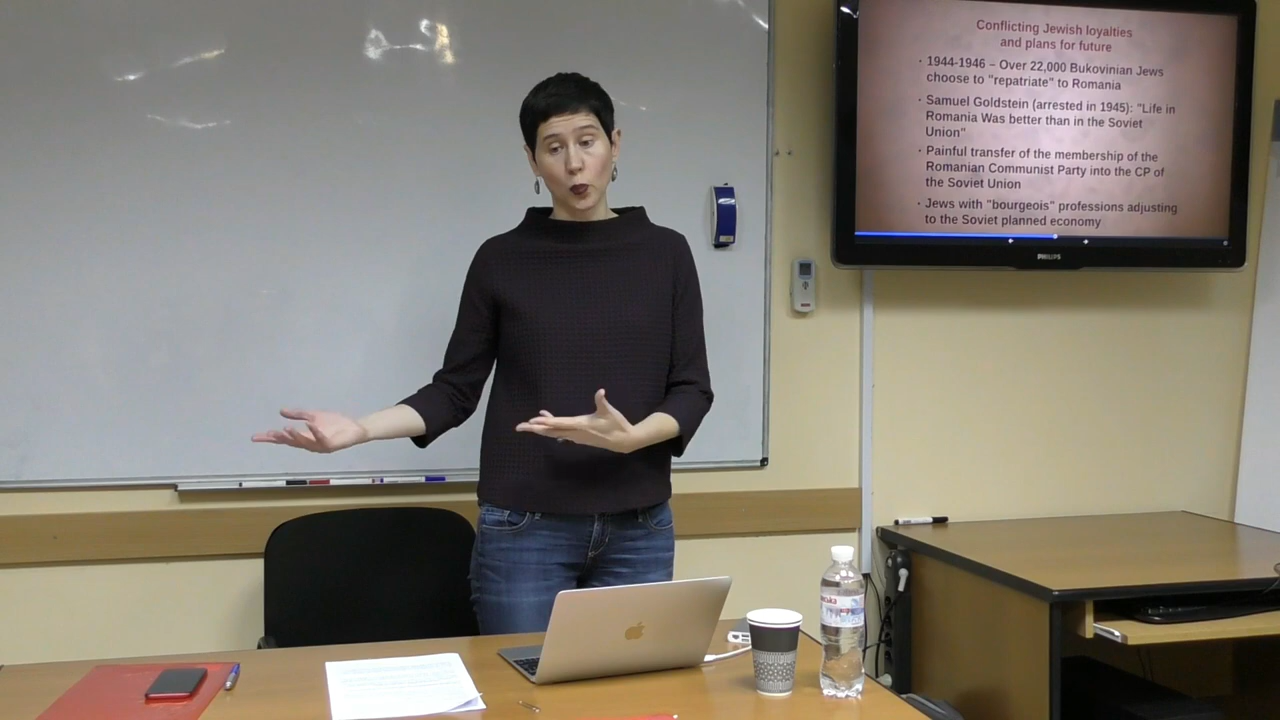 Conflicting Jewish loyalties
and plans for future
· 1944-1946 – Over 22,000 Bukovinian Jews
choose to "repatriate" to Romania
· Samuel Goldstein (arrested in 1945): "Life in
Romania Was better than in the Soviet
Union"
· Painful transfer of the membership of the
Romanian Communist Party into the CP of
the Soviet Union
· Jews with "bourgeois" professions adjusting
to the Soviet planned economy
PHILIPS